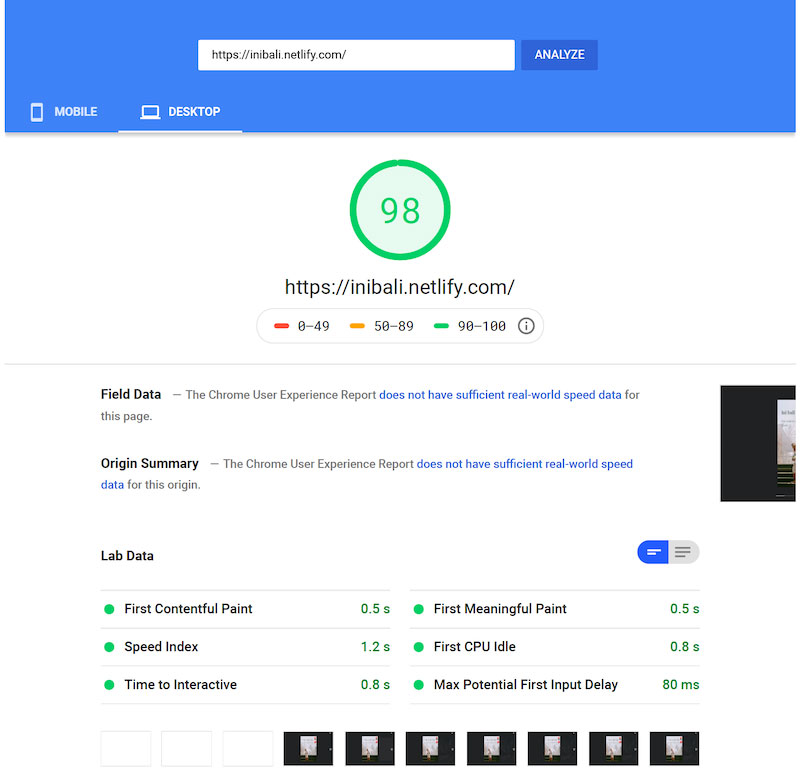 https://inibali.netlify.com/
ANALYZE
MOBILE
DESKTOP
98
https://inibali.netlify.com/
0–49 50–89 90–100
Field Data — The Chrome User Experience Report does not have sufficient real-world speed data for
this page.
Origin Summary — The Chrome User Experience Report does not have sufficient real-world speed
data for this origin.
Lab Data
First Contentful Paint 0.5 s
First Meaningful Paint 0.5 s
Speed Index 1.2 s
First CPU Idle 0.8 s
Time to Interactive 0.8 s
Max Potential First Input Delay 80 ms